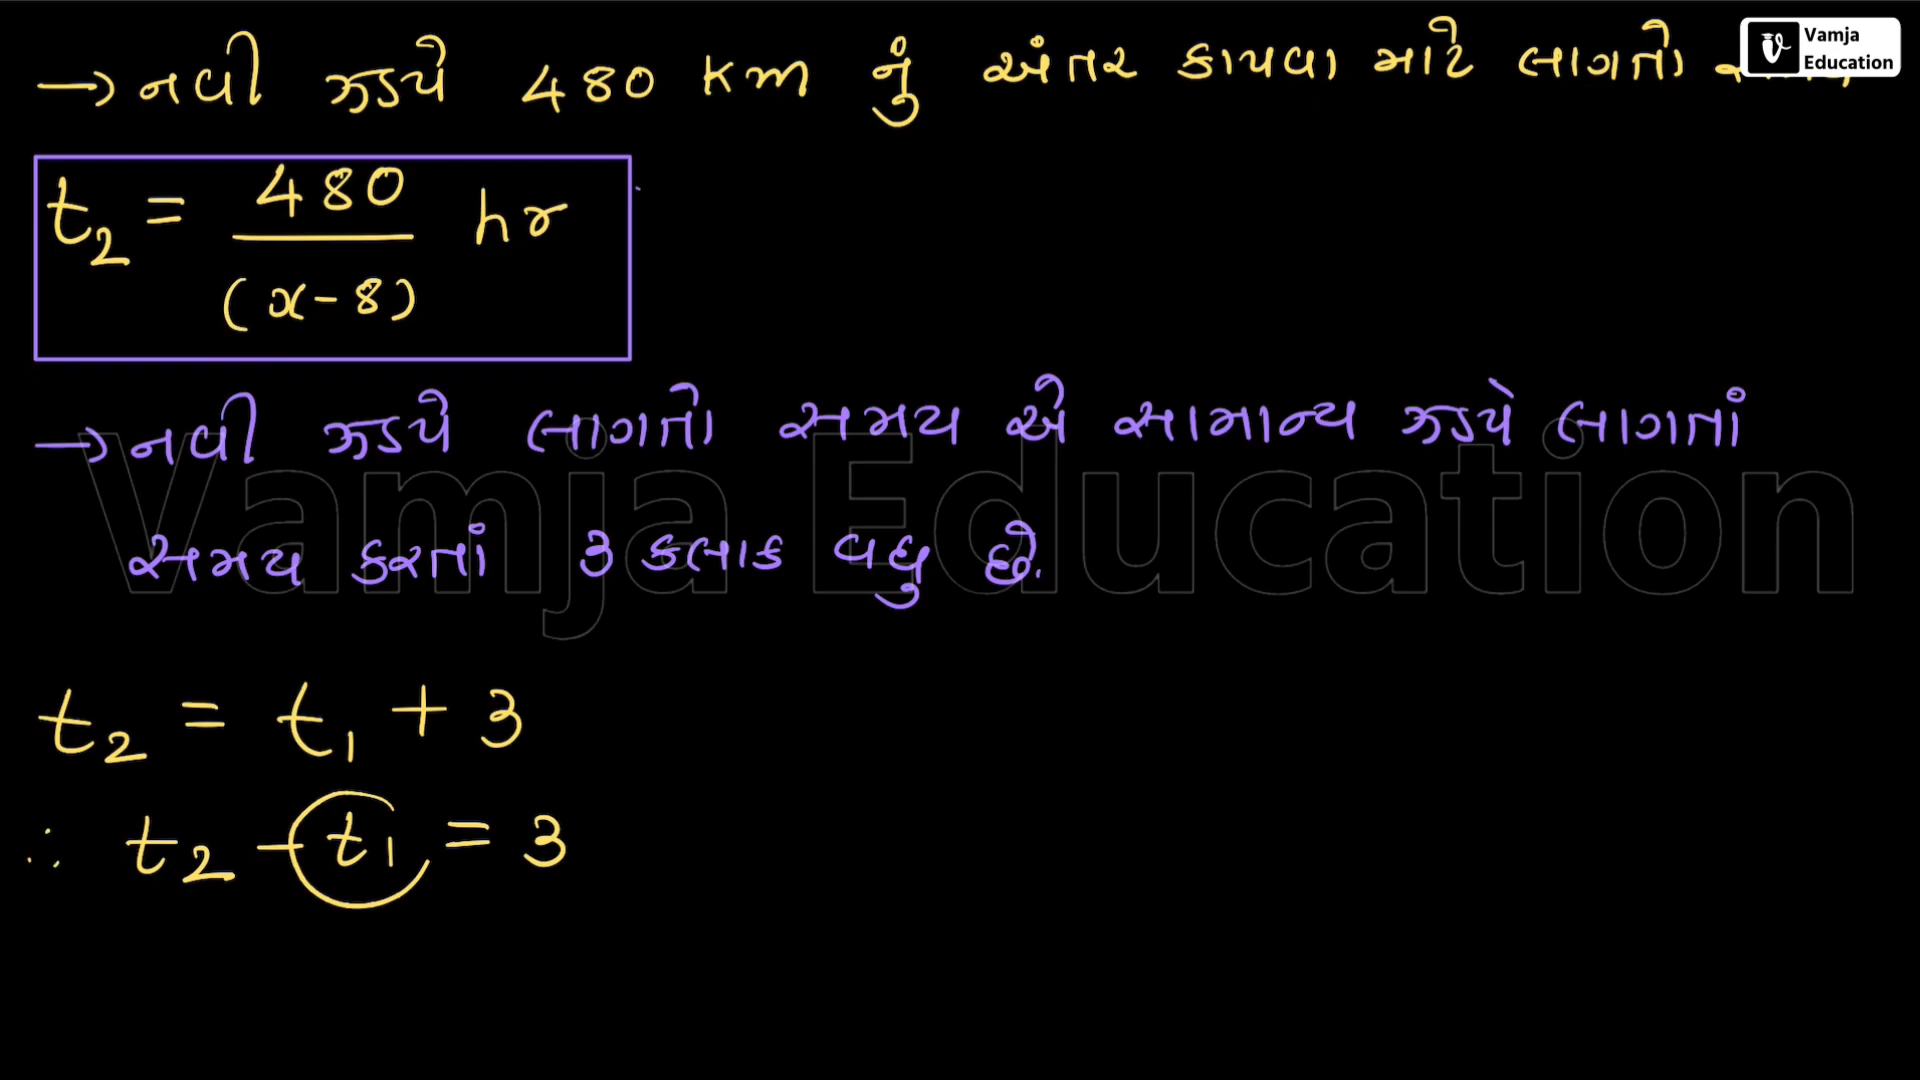 → નવી ઝડપે 480 km નું અંતર કાપવા માટે લાગતો
Vamja
Education
t₂ = 480 / (x-8) hr
→ નવી ઝડપે લાગતો સમય એ સામાન્ય ઝડપે લાગતાં
સમય કરતાં 3 કલાક વધુ છે.
Vamja Education
t₂ = t₁ + 3
∴ t₂ - t₁ = 3